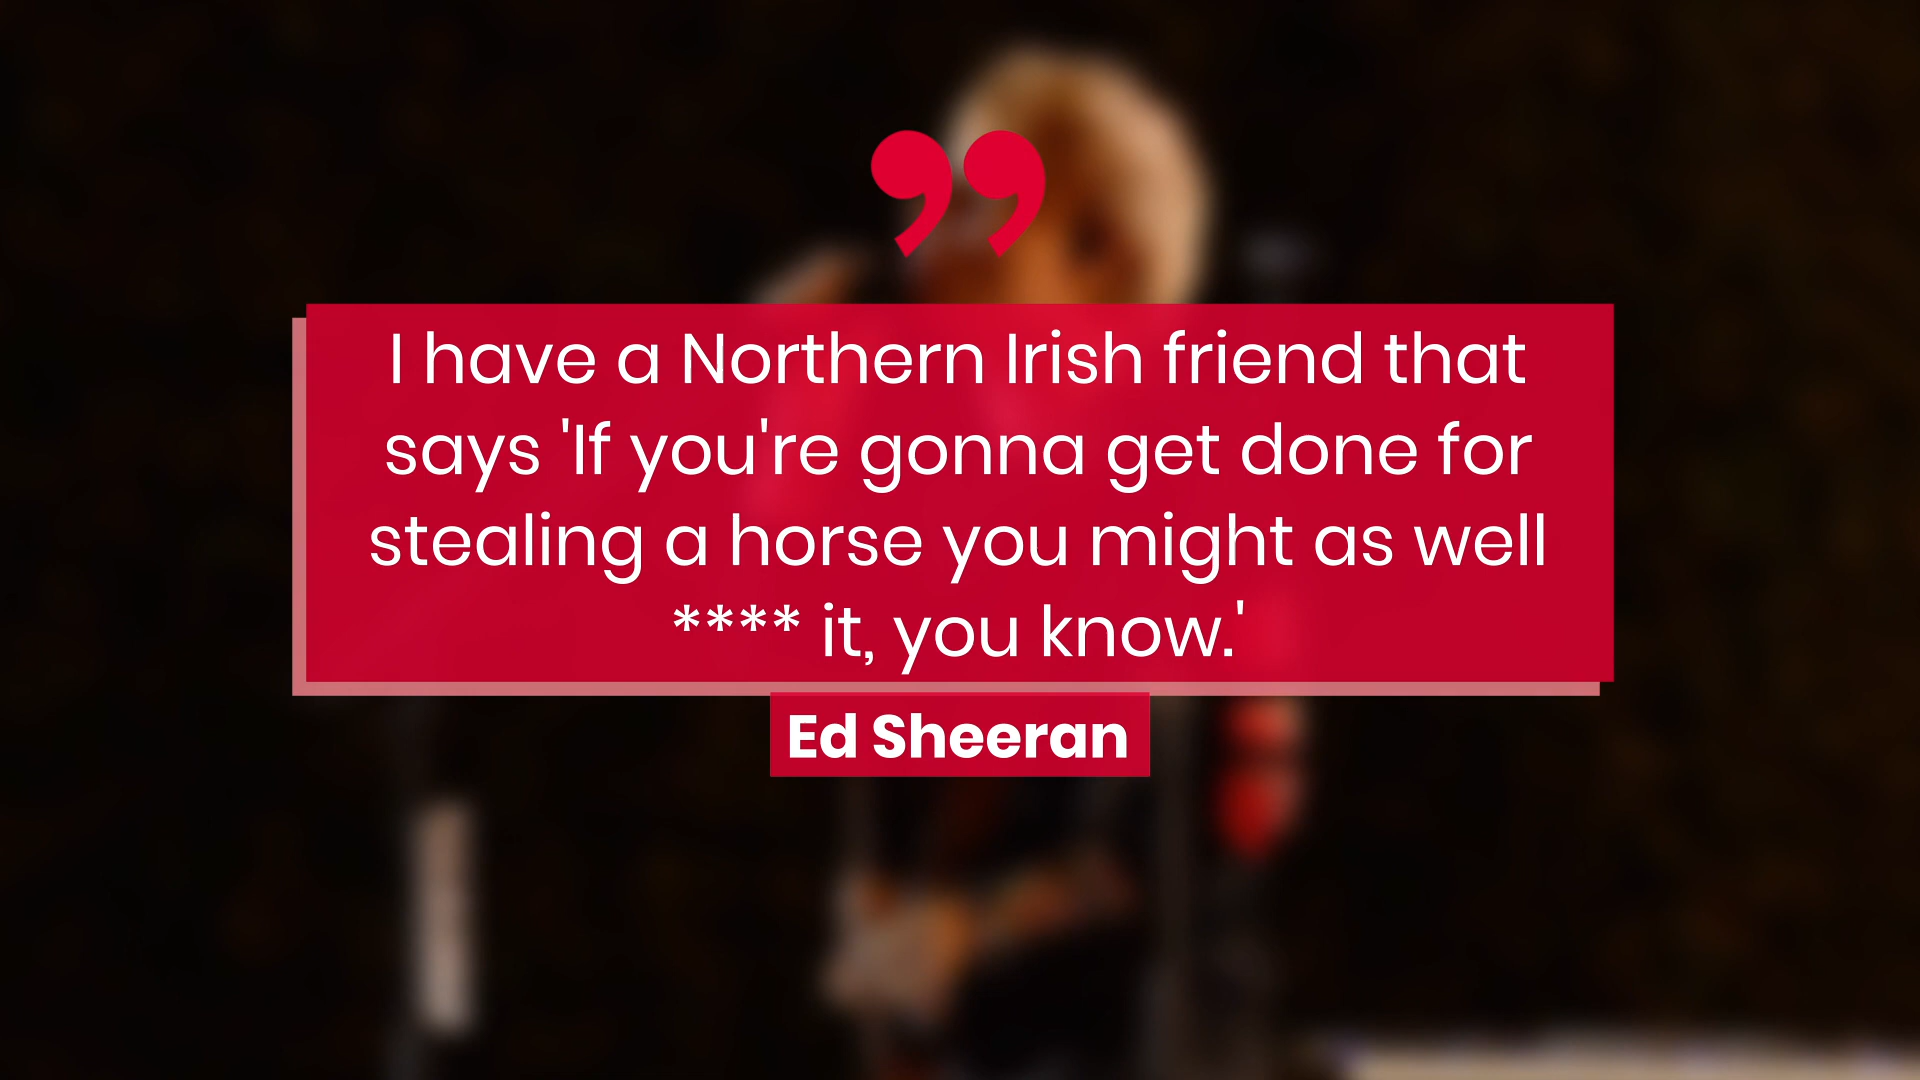 ”
I have a Northern Irish friend that
says 'If you're gonna get done for
stealing a horse you might as well
**** it, you know.'
Ed Sheeran